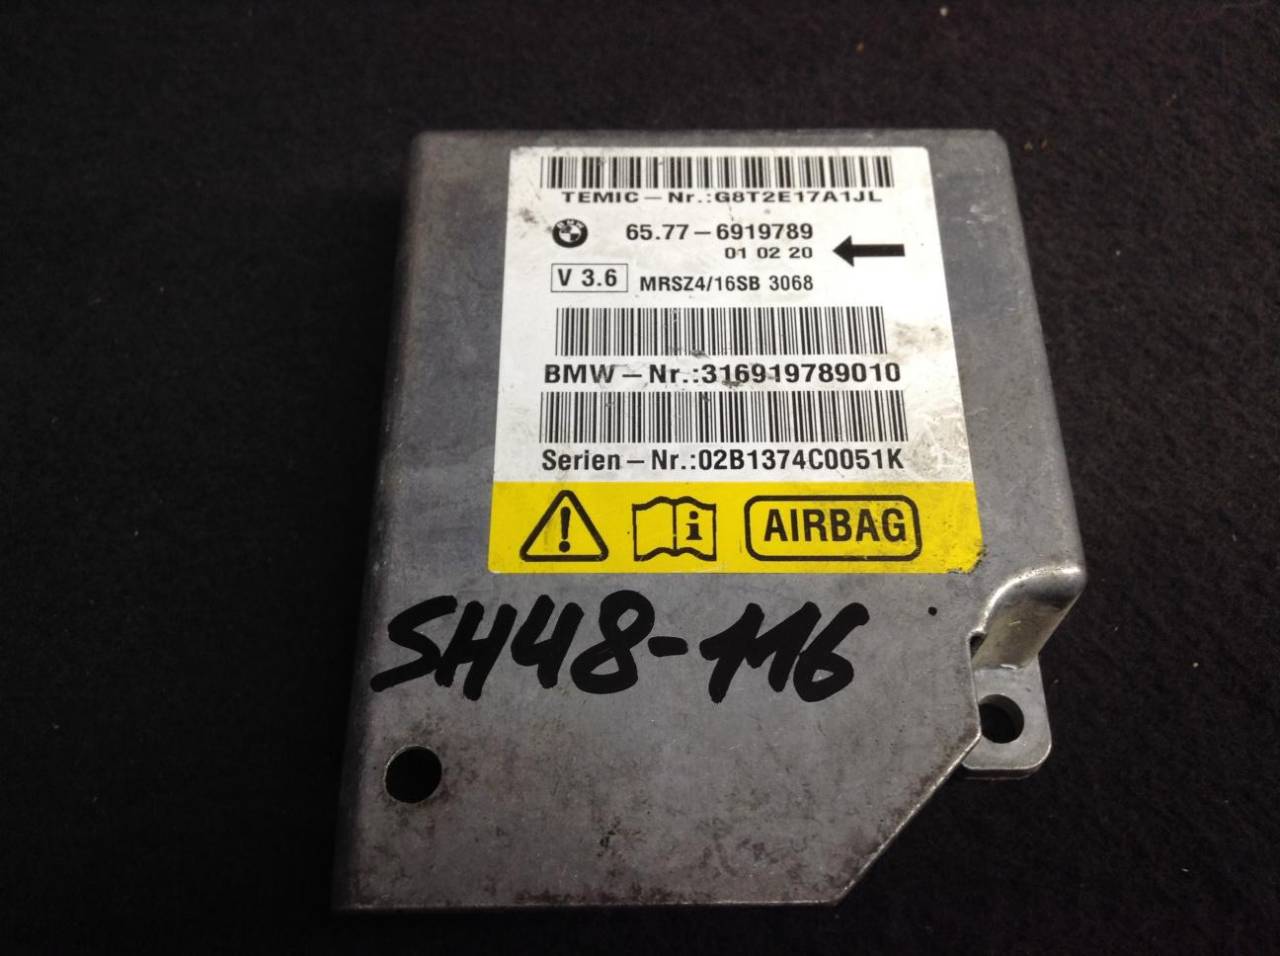 TEMIC-Nr.:G8T2E17A1JL
BMW
65.77-6919789
01 02 20
V 3.6 MRSZ4/16SB 3068
BMW-Nr.:316919789010
Serien-Nr.:02B1374C0051K
! i AIRBAG
SH48-116